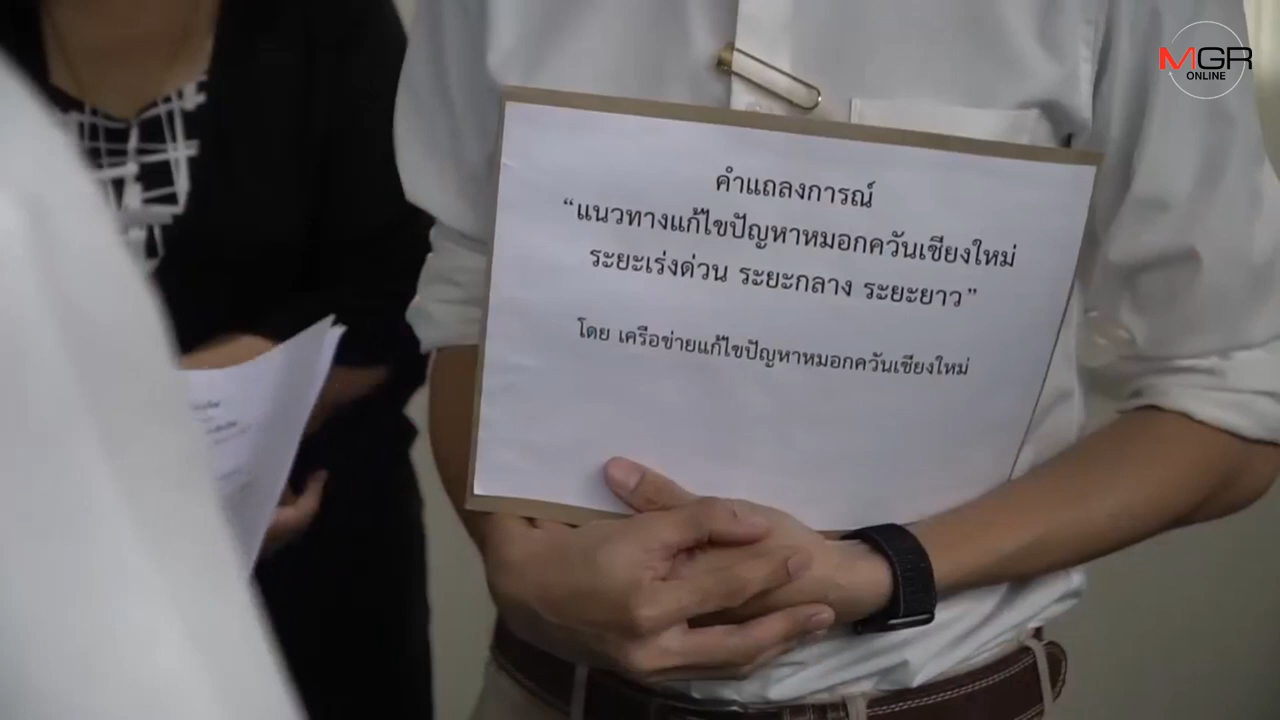 MGR
ONLINE
คำแถลงการณ์
“แนวทางแก้ไขปัญหาหมอกควันเชียงใหม่
ระยะเร่งด่วน ระยะกลาง ระยะยาว”
โดย เครือข่ายแก้ไขปัญหาหมอกควันเชียงใหม่